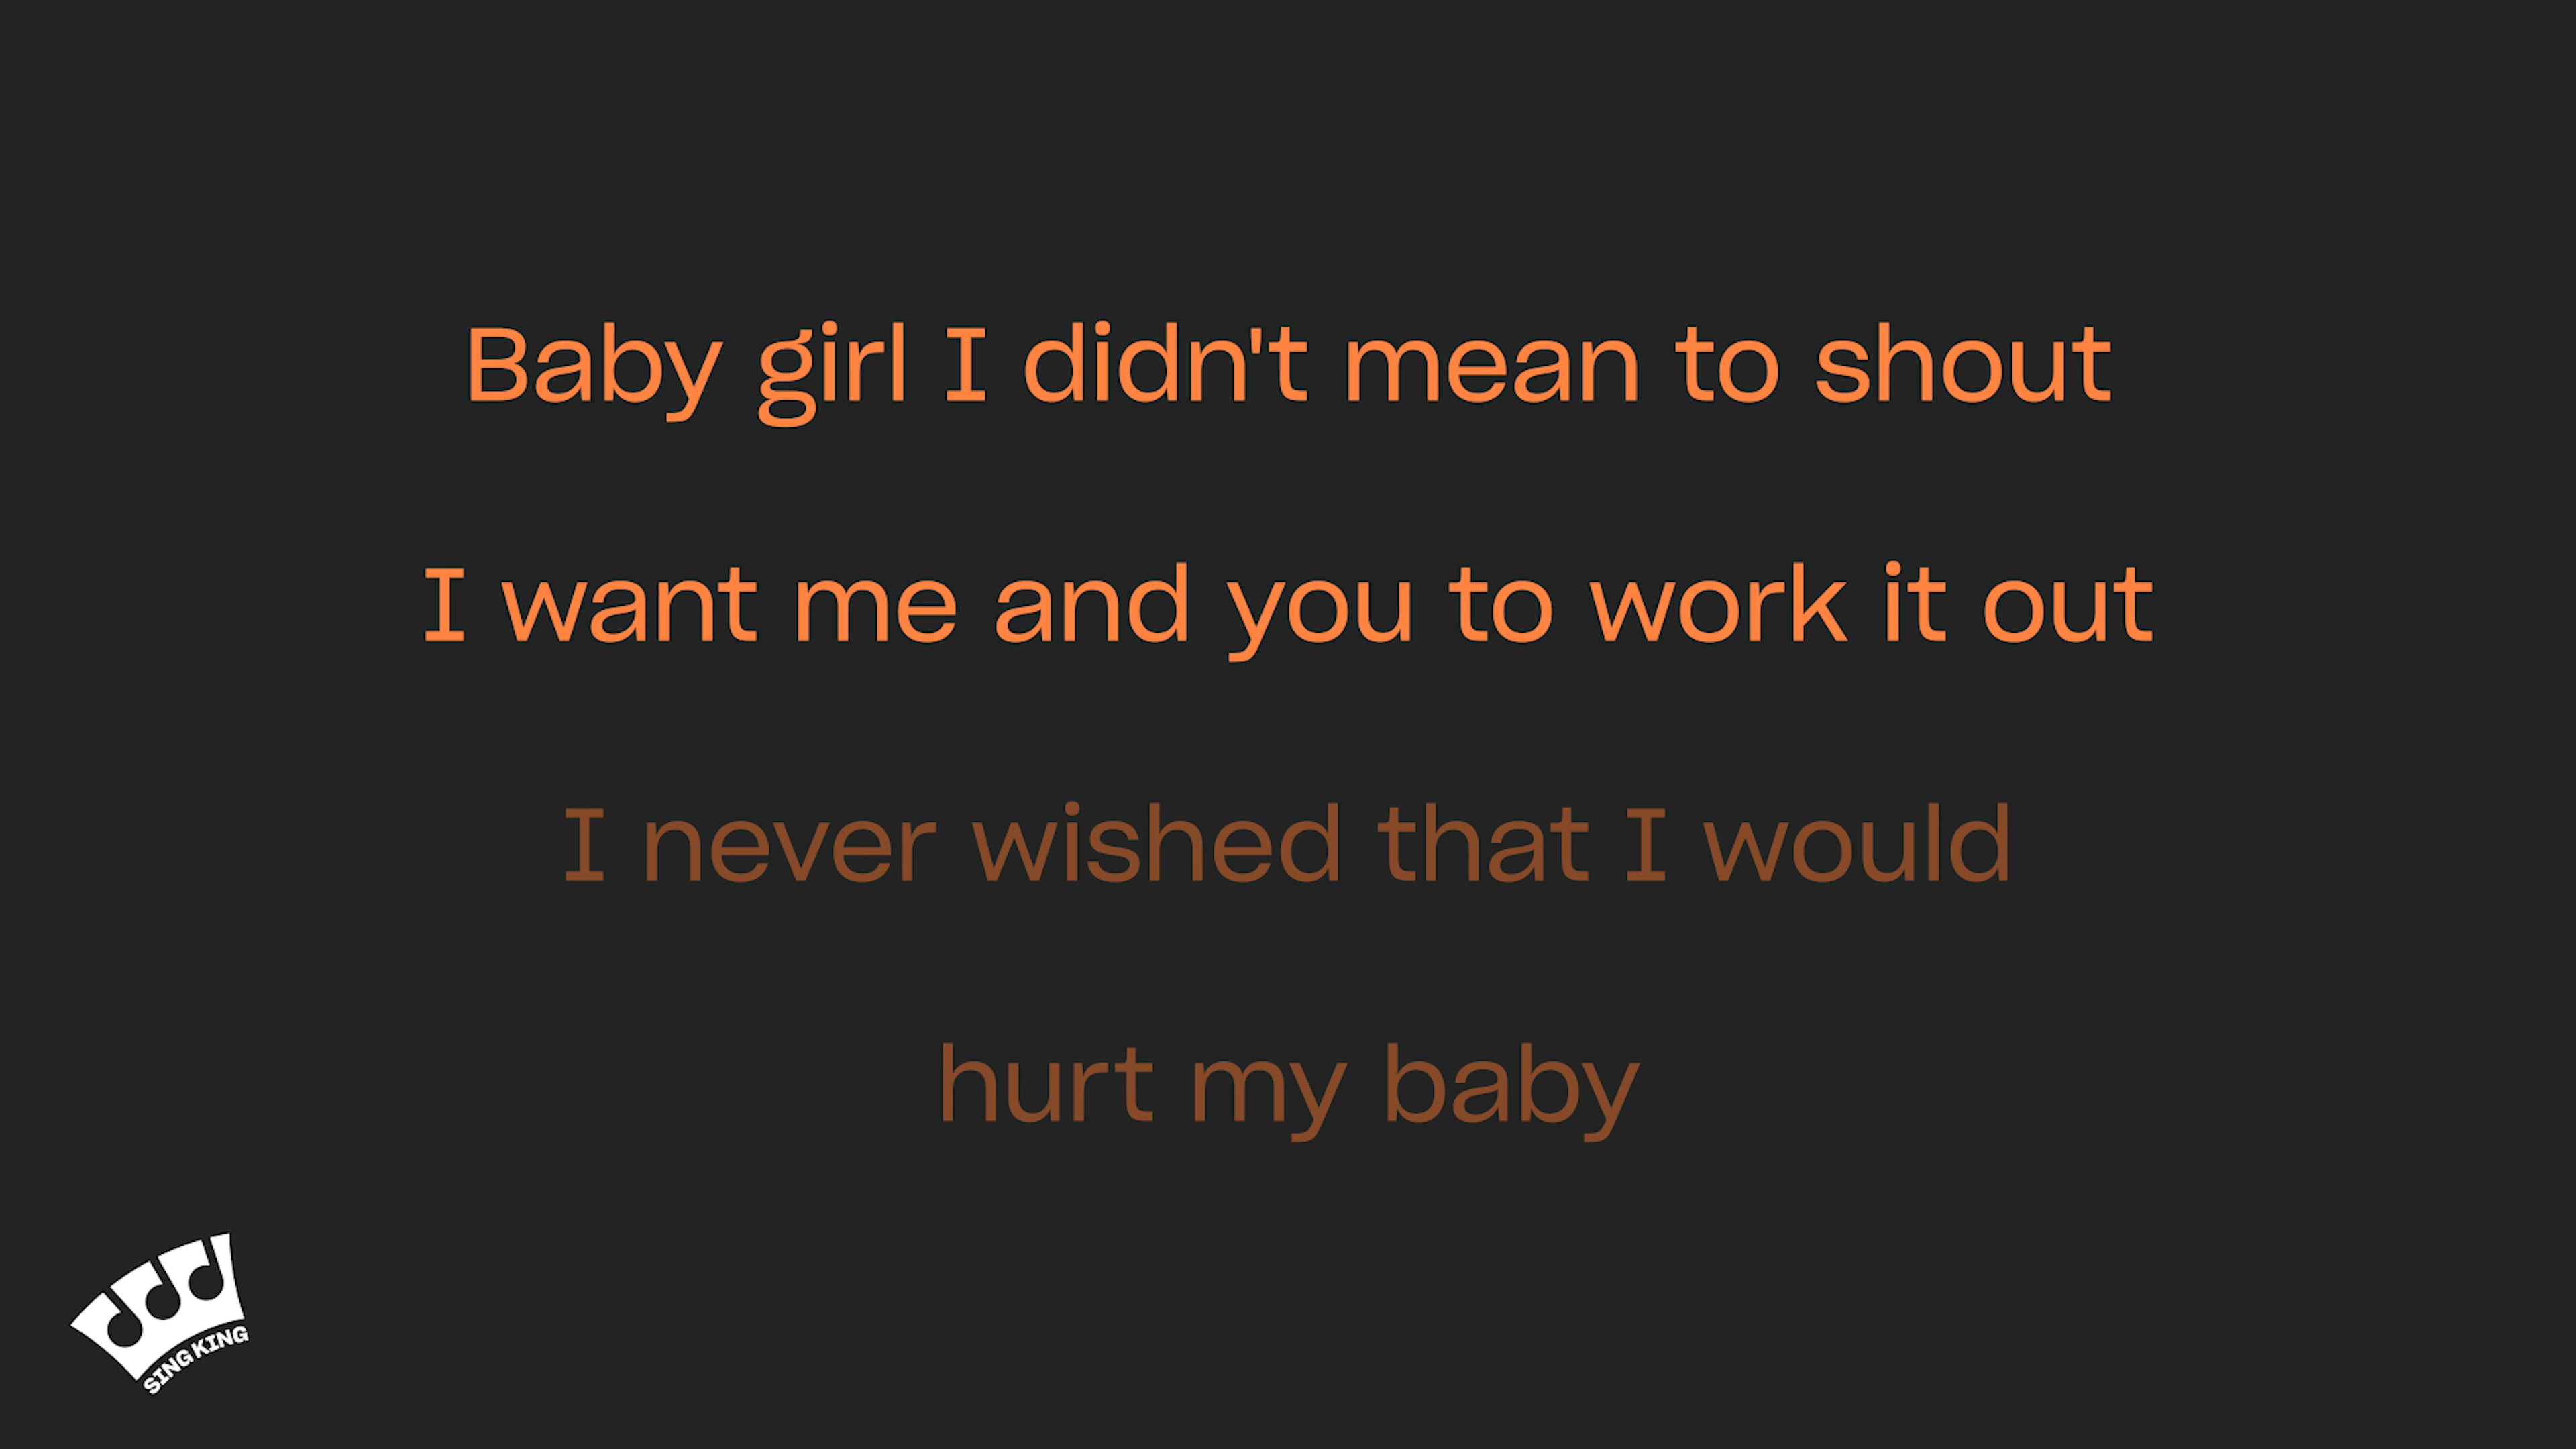 Baby girl I didn't mean to shout
I want me and you to work it out
I never wished that I would
hurt my baby
SING KING